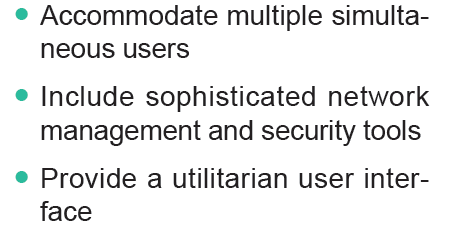 • Accommodate multiple simulta-
neous users
• Include sophisticated network
management and security tools
• Provide a utilitarian user inter-
face